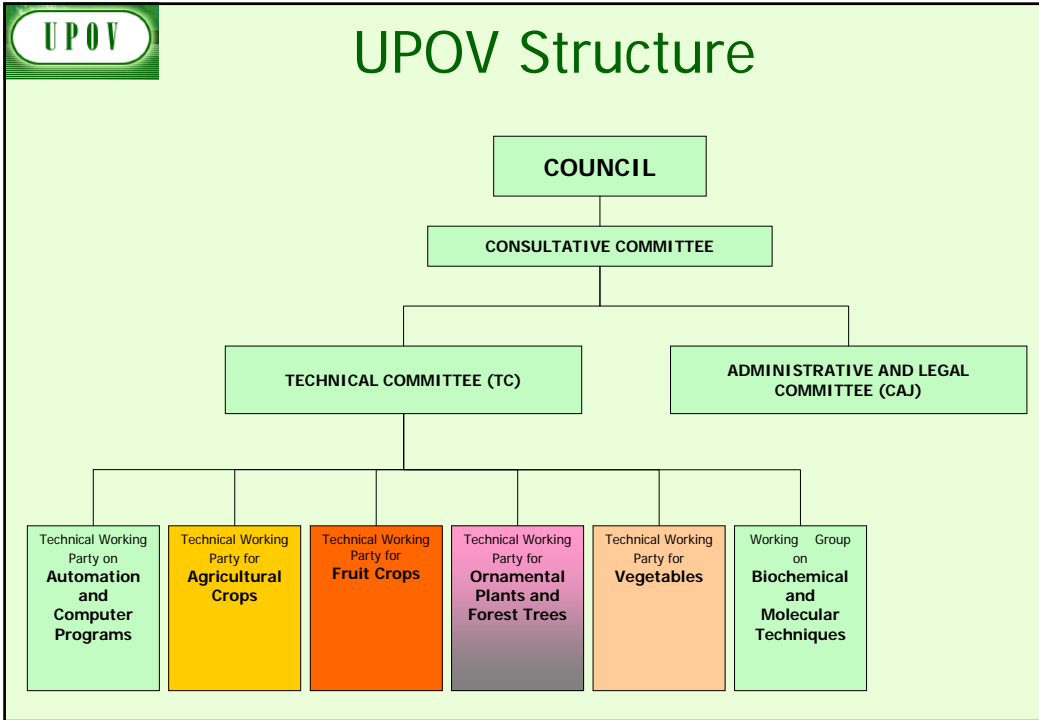 UPOV
UPOV Structure
COUNCIL
CONSULTATIVE COMMITTEE
TECHNICAL COMMITTEE (TC)
ADMINISTRATIVE AND LEGAL
COMMITTEE (CAJ)
Technical Working
Party on
Automation
and
Computer
Programs
Technical Working
Party for
Agricultural
Crops
Technical Working
Party for
Fruit Crops
Technical Working
Party for
Ornamental
Plants and
Forest Trees
Technical Working
Party for
Vegetables
Working Group
on
Biochemical
and
Molecular
Techniques